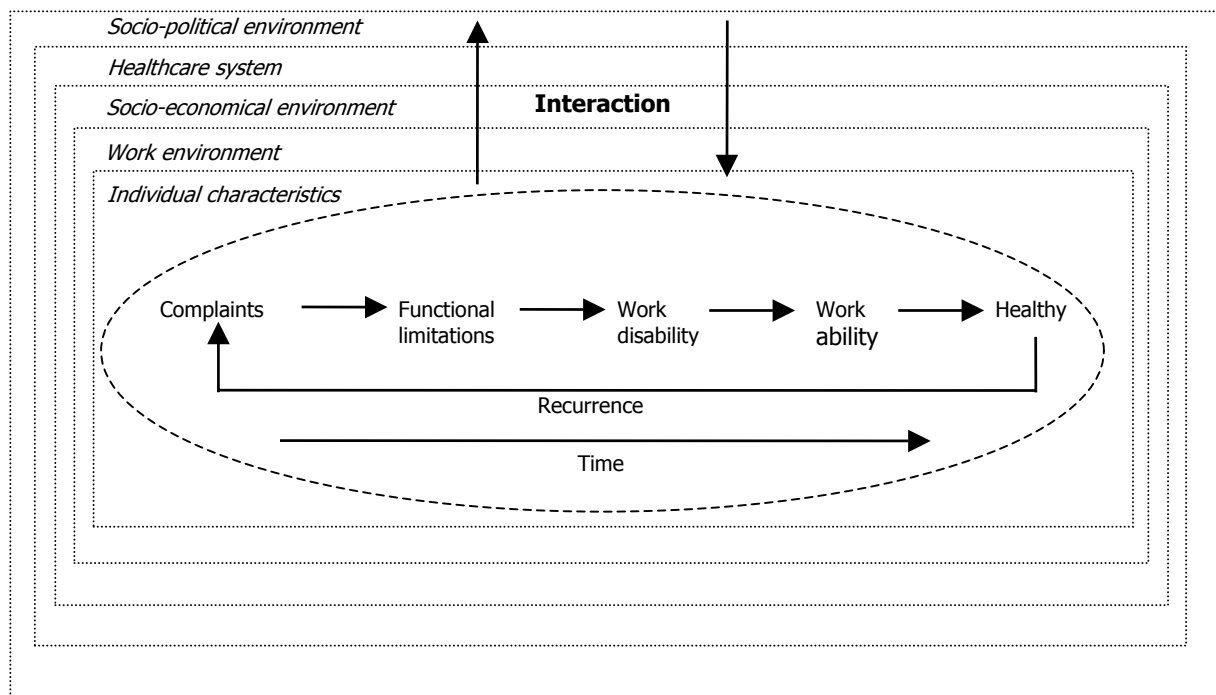 Socio-political environment
Healthcare system
Socio-economical environment
Interaction
Work environment
Individual characteristics
Complaints
Functional
limitations
Work
disability
Work
ability
Healthy
Recurrence
Time